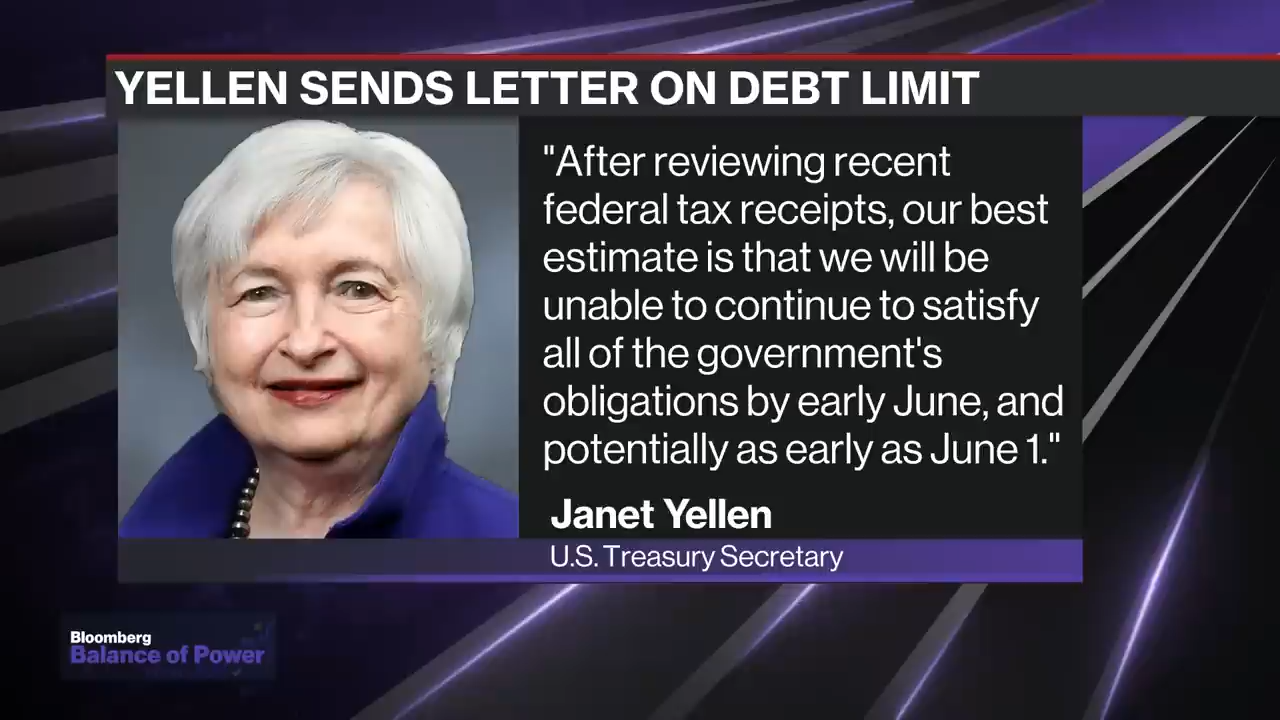 YELLEN SENDS LETTER ON DEBT LIMIT
"After reviewing recent
federal tax receipts, our best
estimate is that we will be
unable to continue to satisfy
all of the government's
obligations by early June, and
potentially as early as June 1."
Janet Yellen
U.S. Treasury Secretary
Bloomberg
Balance of Power